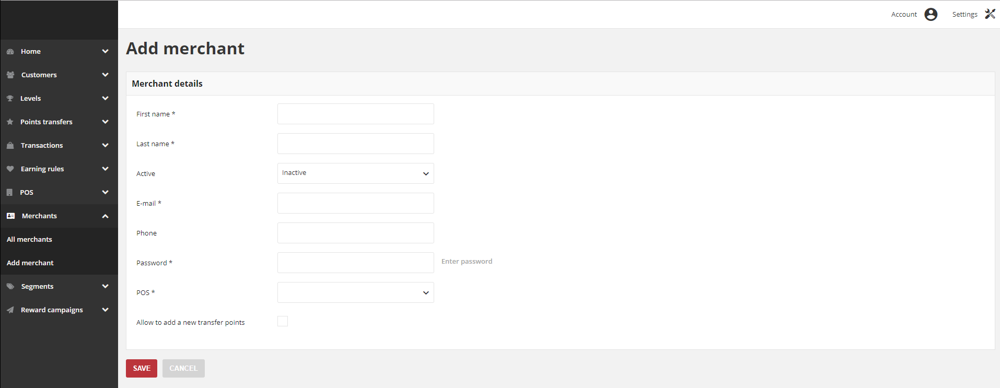 Account
Settings
Home
Customers
Levels
Points transfers
Transactions
Earning rules
POS
Merchants
All merchants
Add merchant
Segments
Reward campaigns
Add merchant
Merchant details
First name *
Last name *
Active
Inactive
E-mail *
Phone
Password *
Enter password
POS *
Allow to add a new transfer points
SAVE
CANCEL